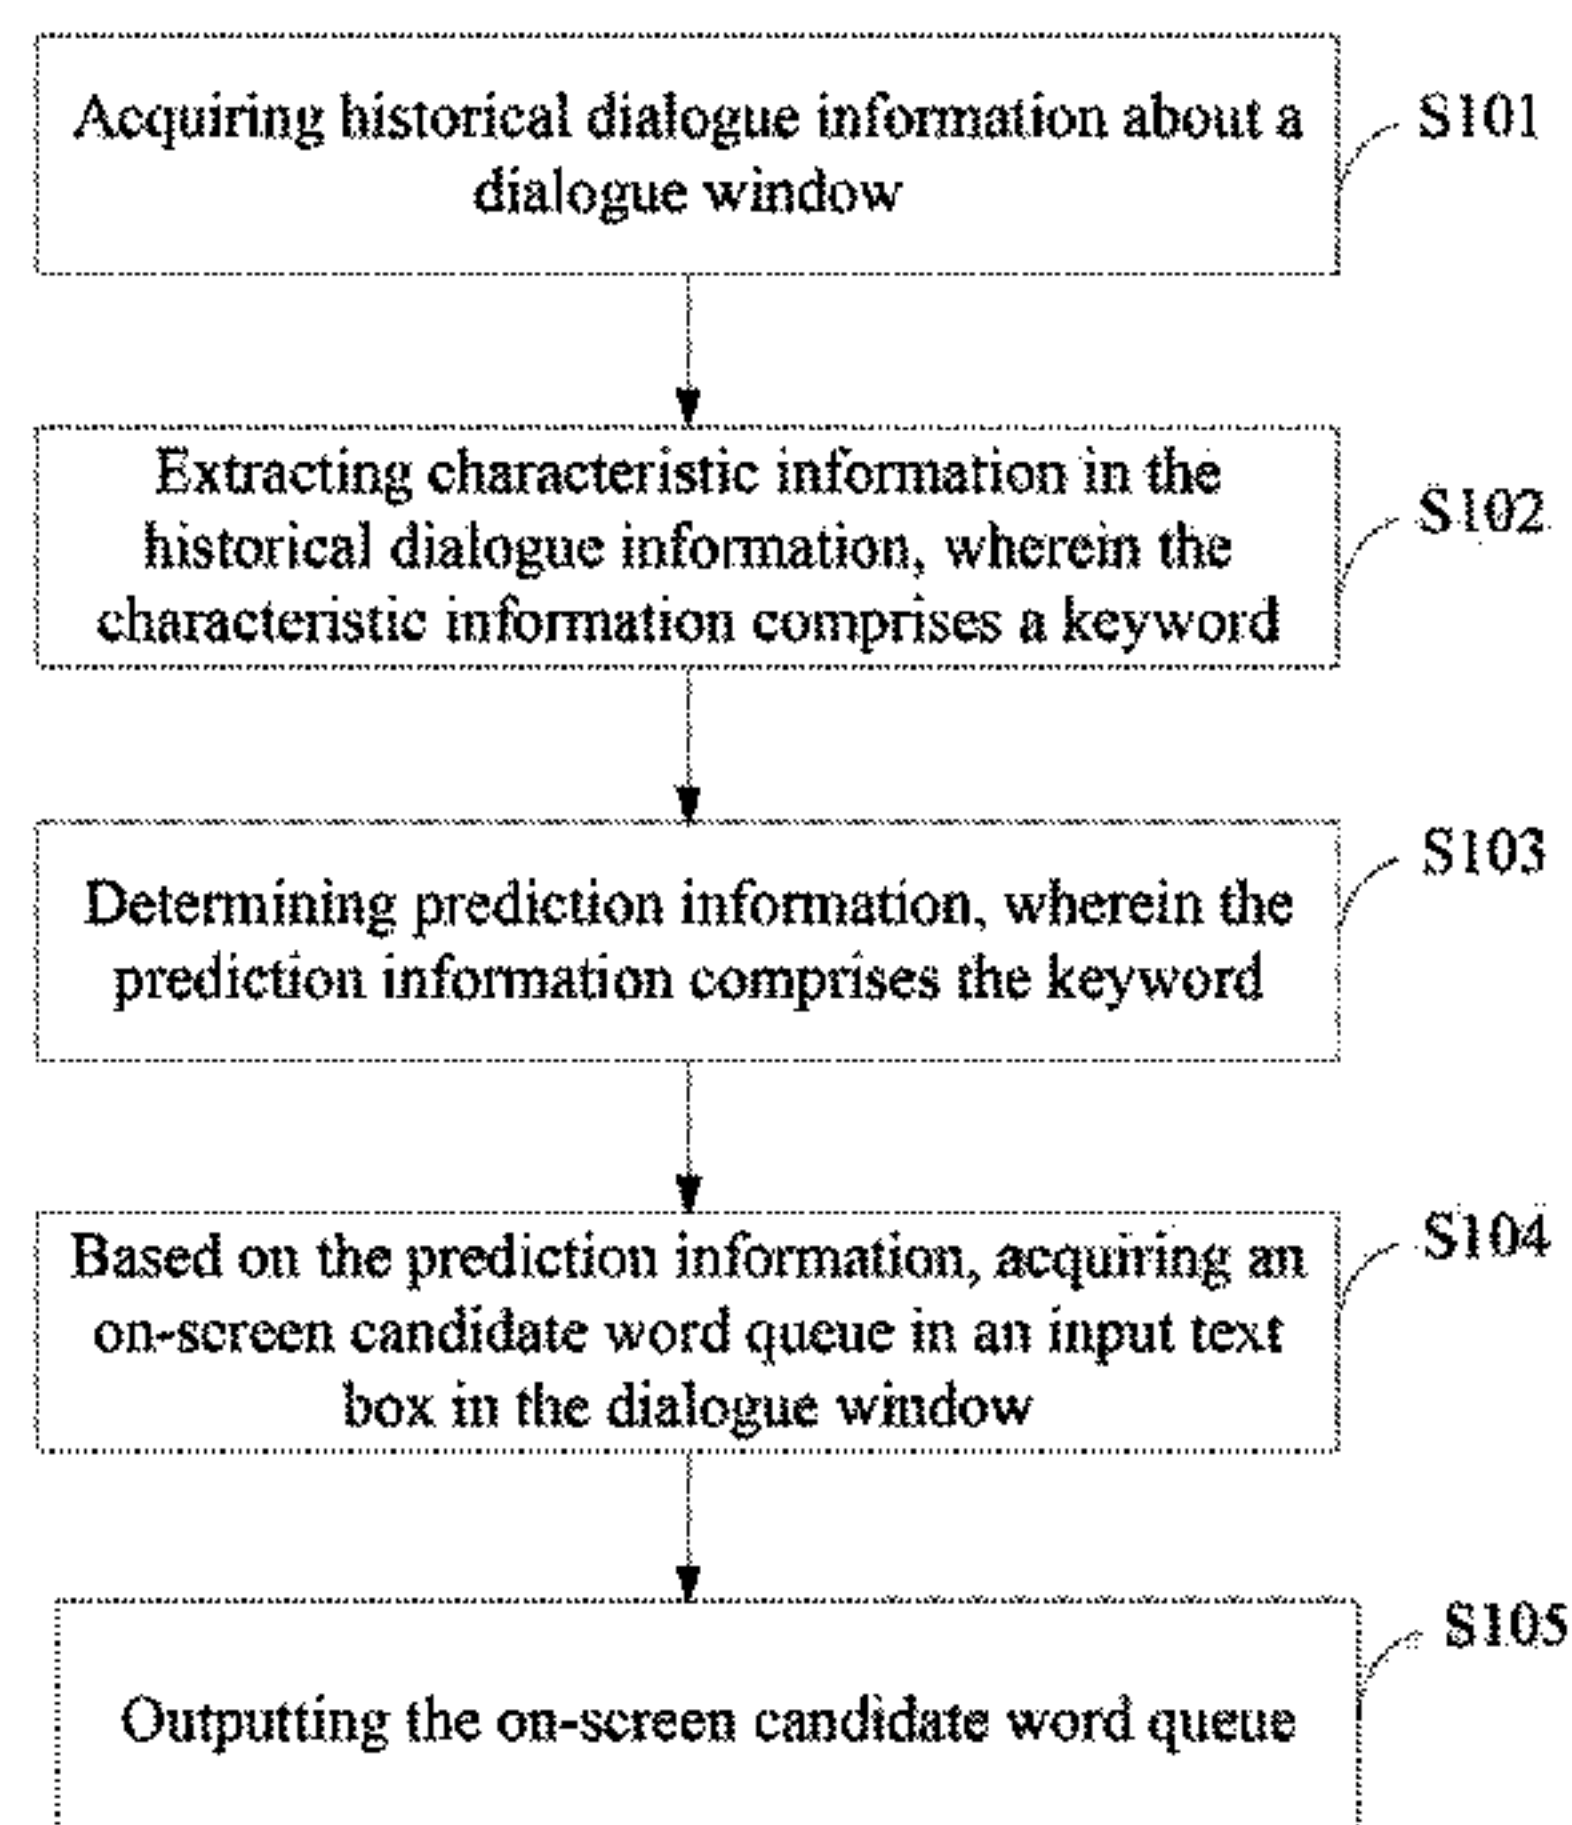 Acquiring historical dialogue information about a
dialogue window
S101
Extracting characteristic information in the
historical dialogue information, wherein the
characteristic information comprises a keyword
S102
Determining prediction information, wherein the
prediction information comprises the keyword
S103
Based on the prediction information, acquiring an
on-screen candidate word queue in an input text
box in the dialogue window
S104
Outputting the on-screen candidate word queue
S105